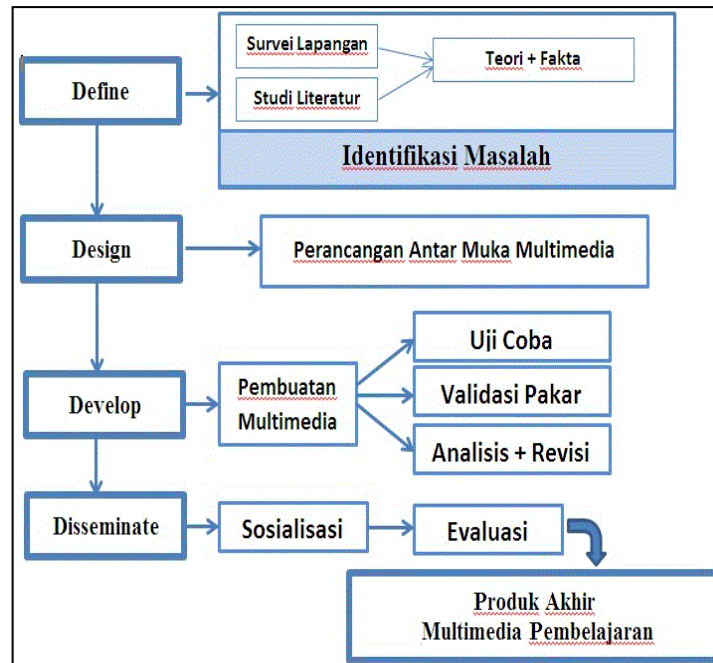 Survei Lapangan
Teori + Fakta
Define
Studi Literatur
Identifikasi Masalah
Design
Perancangan Antar Muka Multimedia
Uji Coba
Pembuatan
Multimedia
Develop
Validasi Pakar
Analisis + Revisi
Disseminate
Sosialisasi
Evaluasi
Produk Akhir
Multimedia Pembelajaran